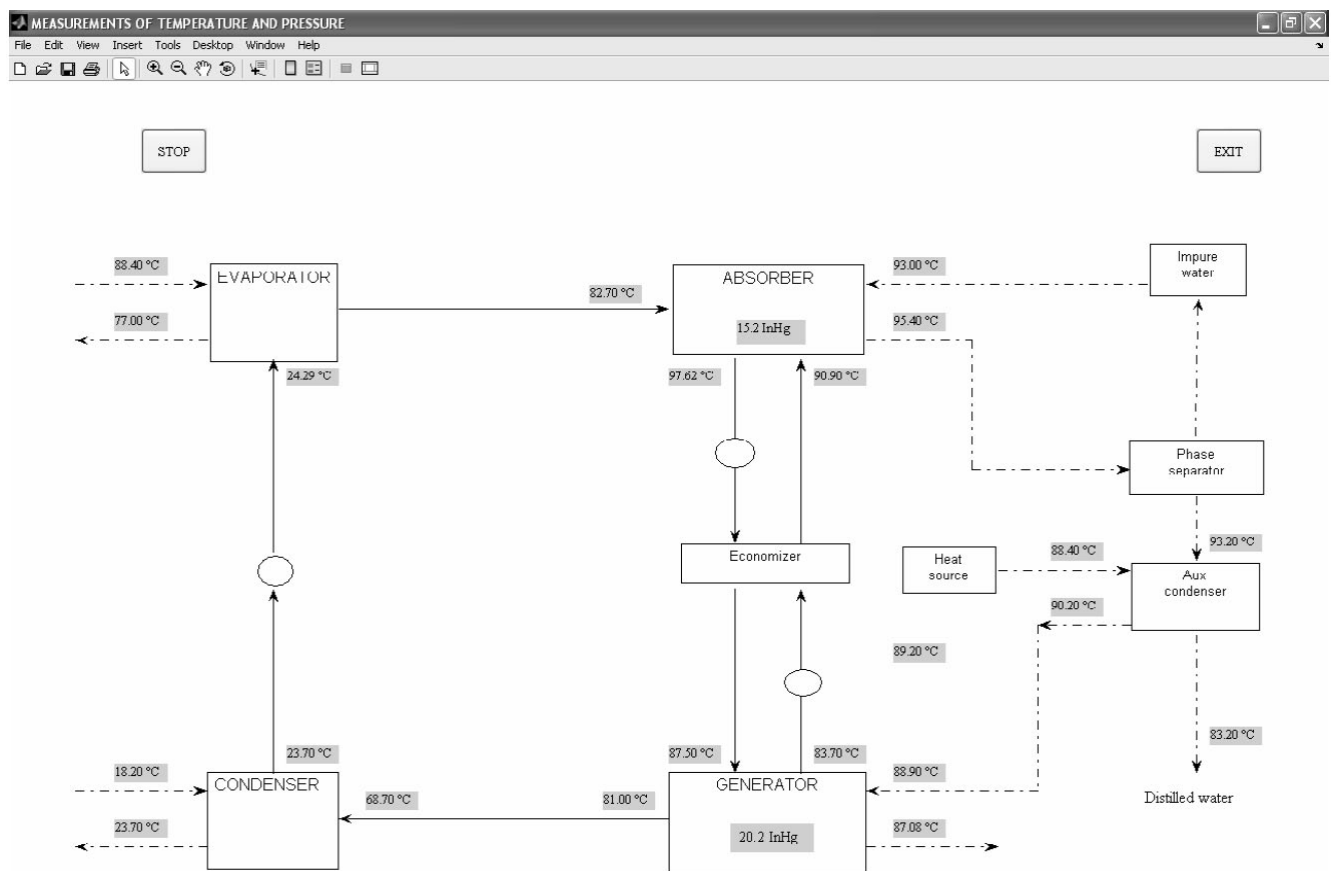 MEASUREMENTS OF TEMPERATURE AND PRESSURE
File Edit View Insert Tools Desktop Window Help
STOP
EXIT
88.40 °C
EVAPORATOR
77.00 °C
24.29 °C
82.70 °C
ABSORBER
15.2 InHg
93.00 °C
95.40 °C
97.62 °C
90.90 °C
Impure
water
Phase
separator
93.20 °C
Economizer
Heat
source
88.40 °C
Aux
condenser
90.20 °C
89.20 °C
83.20 °C
Distilled water
23.70 °C
18.20 °C
CONDENSER
23.70 °C
68.70 °C
81.00 °C
87.50 °C
83.70 °C
GENERATOR
20.2 InHg
88.90 °C
87.08 °C